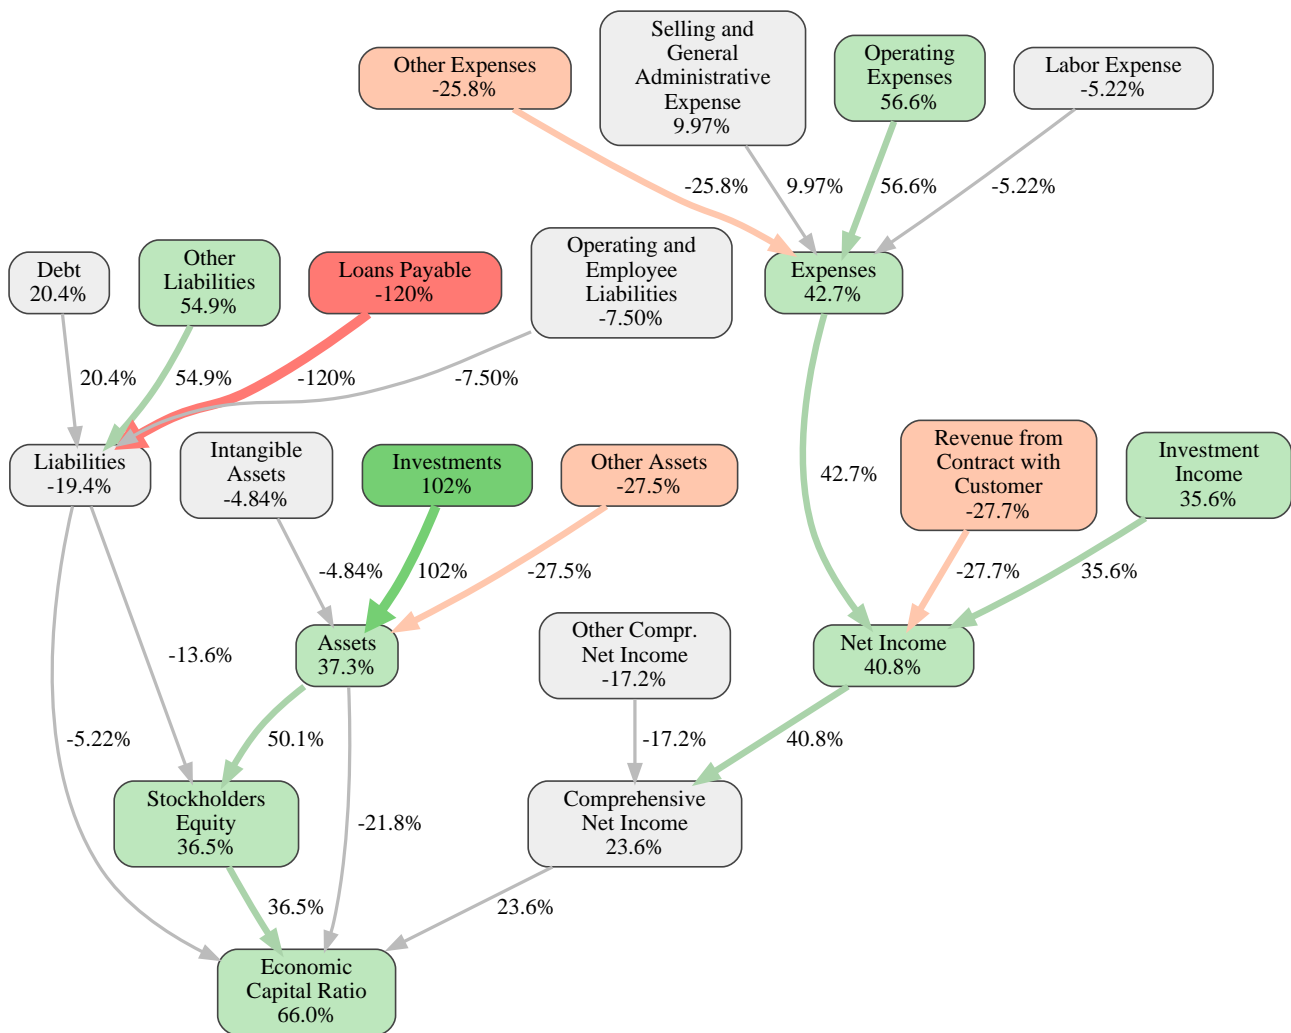 Other Expenses
-25.8%
Selling and
General
Administrative
Expense
9.97%
Operating
Expenses
56.6%
Labor Expense
-5.22%
-25.8%
9.97%
56.6%
-5.22%
Debt
20.4%
Other
Liabilities
54.9%
Loans Payable
-120%
Operating and
Employee
Liabilities
-7.50%
Expenses
42.7%
20.4%
54.9%
-120%
-7.50%
Liabilities
-19.4%
Intangible
Assets
-4.84%
Investments
102%
Other Assets
-27.5%
42.7%
Revenue from
Contract with
Customer
-27.7%
Investment
Income
35.6%
-4.84%
102%
-27.5%
-27.7%
35.6%
-13.6%
Assets
37.3%
Other Compr.
Net Income
-17.2%
Net Income
40.8%
-5.22%
50.1%
-17.2%
40.8%
Stockholders
Equity
36.5%
-21.8%
Comprehensive
Net Income
23.6%
36.5%
23.6%
Economic
Capital Ratio
66.0%